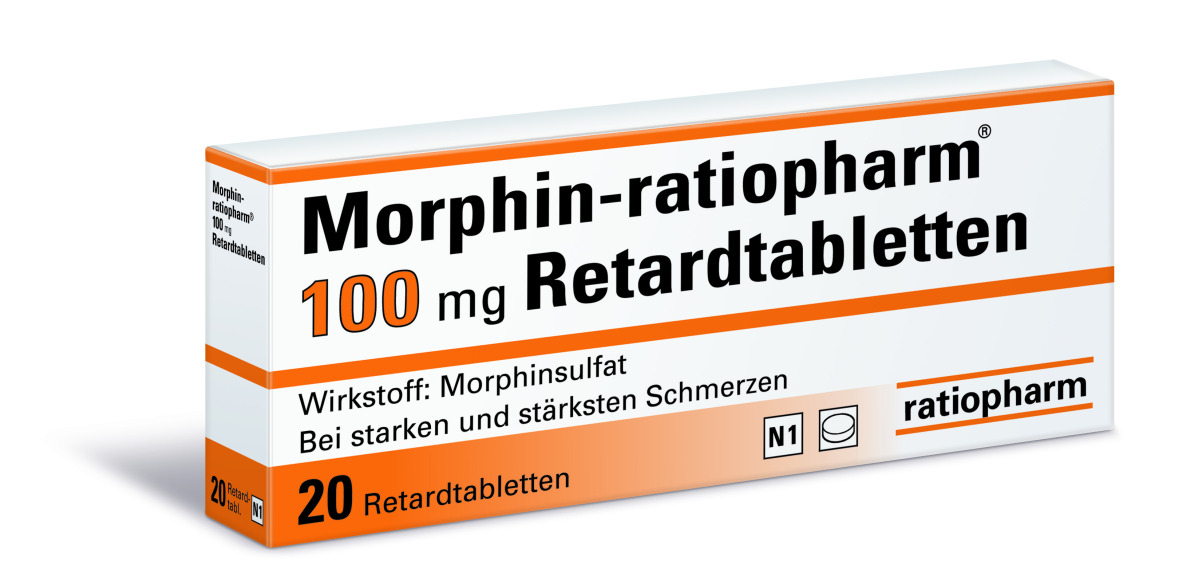 Morphin-ratiopharm®
100 mg Retardtabletten
Wirkstoff: Morphinsulfat
Bei starken und stärksten Schmerzen
N1
ratiopharm
20 Retardtabletten
Morphin-
ratiopharm®
100 mg
Retardtabletten
20 Retard-
tabl.
N1